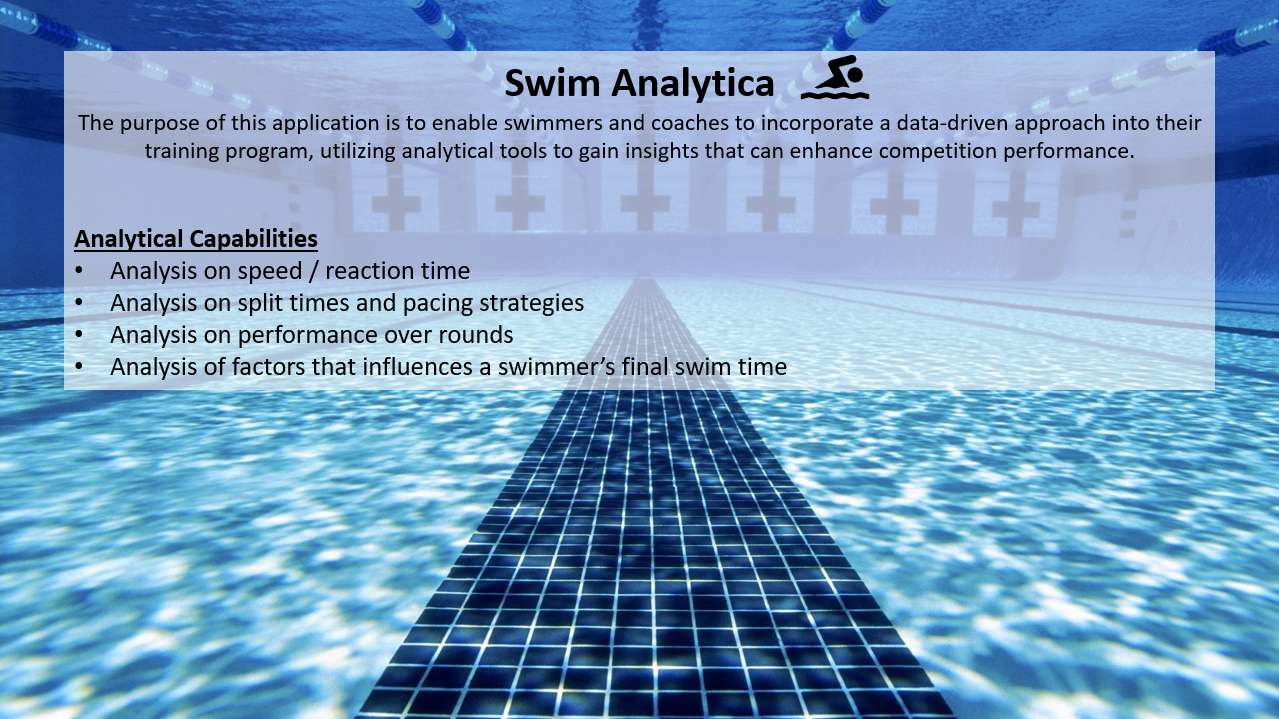 Swim Analytica
The purpose of this application is to enable swimmers and coaches to incorporate a data-driven approach into their
training program, utilizing analytical tools to gain insights that can enhance competition performance.
Analytical Capabilities
• Analysis on speed / reaction time
• Analysis on split times and pacing strategies
• Analysis on performance over rounds
• Analysis of factors that influences a swimmer’s final swim time